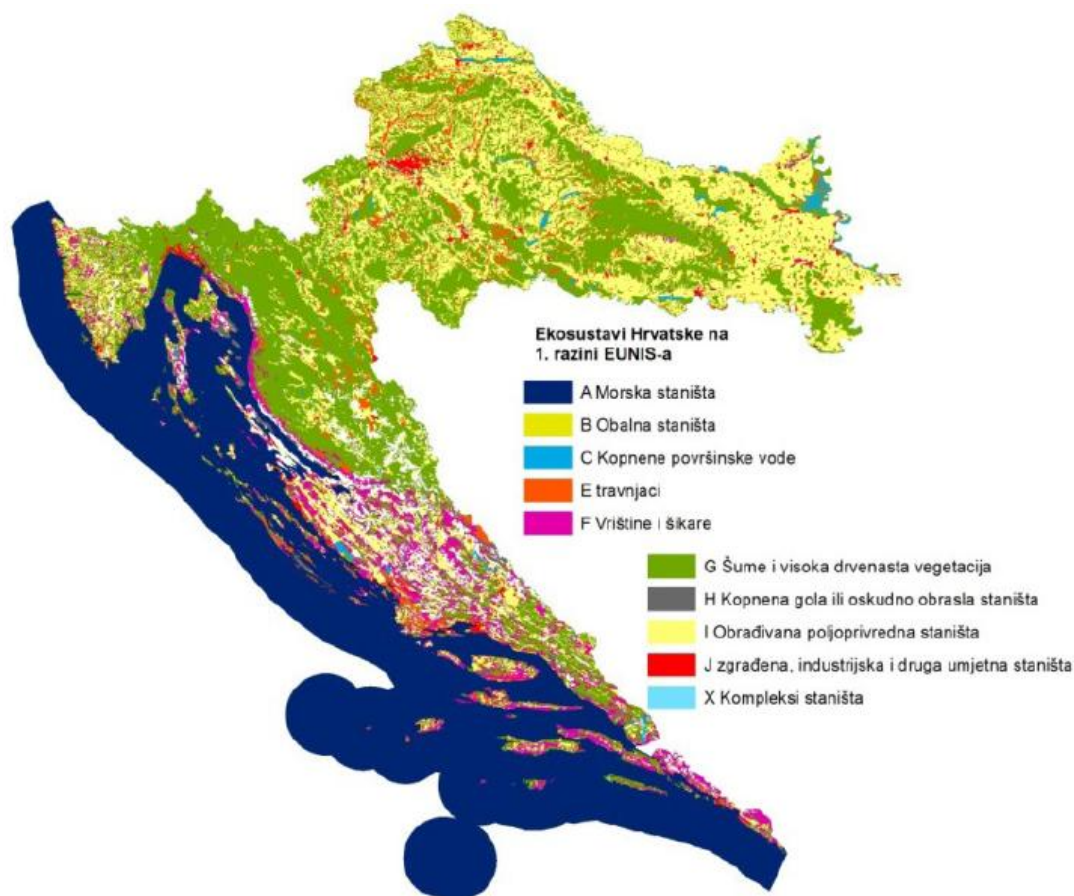 Ekosustavi Hrvatske na
1. razini EUNIS-a
A Morska staništa
B Obalna staništa
C Kopnene površinske vode
E travnjaci
F Vrištine i šikare
G Šume i visoka drvenasta vegetacija
H Kopnena gola ili oskudno obrasla staništa
I Obrađivana poljoprivredna staništa
J zgrađena, industrijska i druga umjetna staništa
X Kompleksi staništa